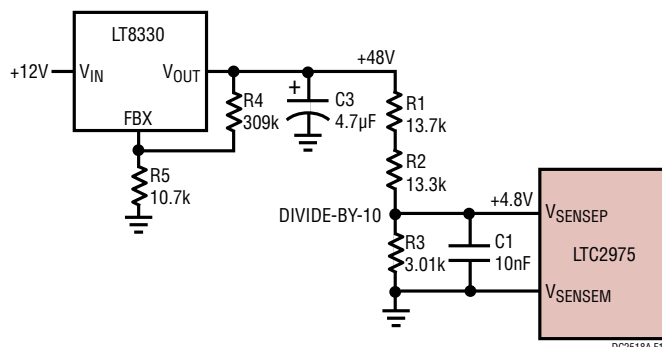 LT8330
+12V
VIN
VOUT
FBX
+48V
+
R4
309k
C3
4.7µF
R1
13.7k
R2
13.3k
R5
10.7k
DIVIDE-BY-10
+4.8V
VSENSEP
R3
3.01k
C1
10nF
LTC2975
VSENSEM